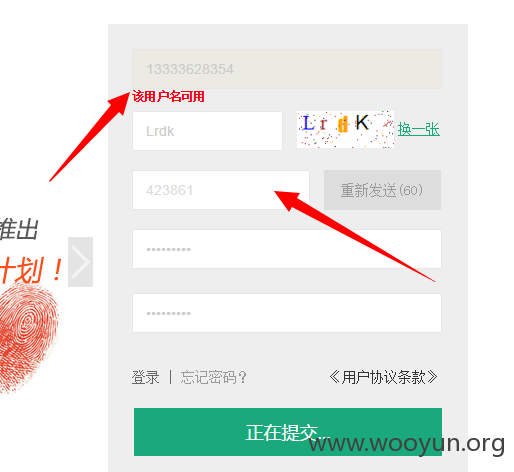 13333628354
该用户名可用
Lrdk LrdK 换一张
423861 重新发送(60)
推出
计划！
登录 | 忘记密码？ 《用户协议条款》
正在提交...
www.wooyun.org